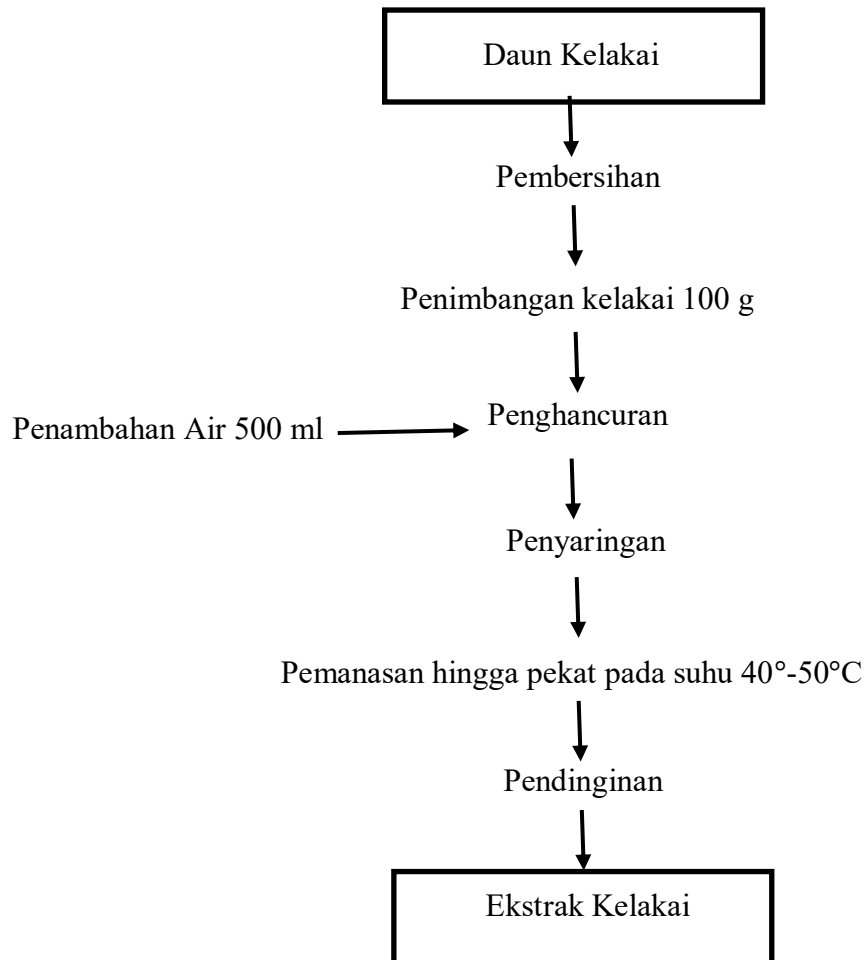 Daun Kelakai
Pembersihan
Penimbangan kelakai 100 g
Penambahan Air 500 ml
Penghancuran
Penyaringan
Pemanasan hingga pekat pada suhu 40°-50°C
Pendinginan
Ekstrak Kelakai